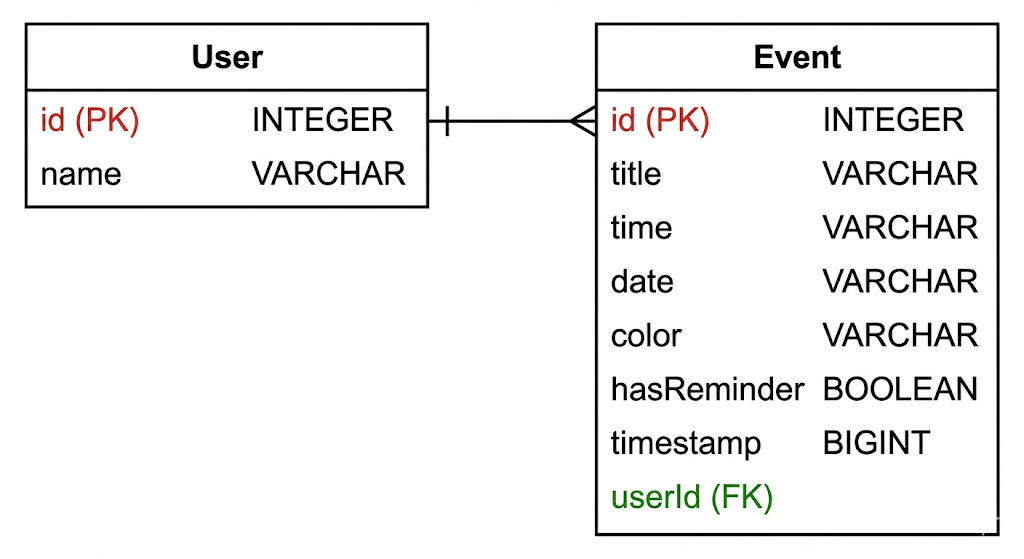 User
id (PK) INTEGER
name VARCHAR
Event
id (PK) INTEGER
title VARCHAR
time VARCHAR
date VARCHAR
color VARCHAR
hasReminder BOOLEAN
timestamp BIGINT
userId (FK)